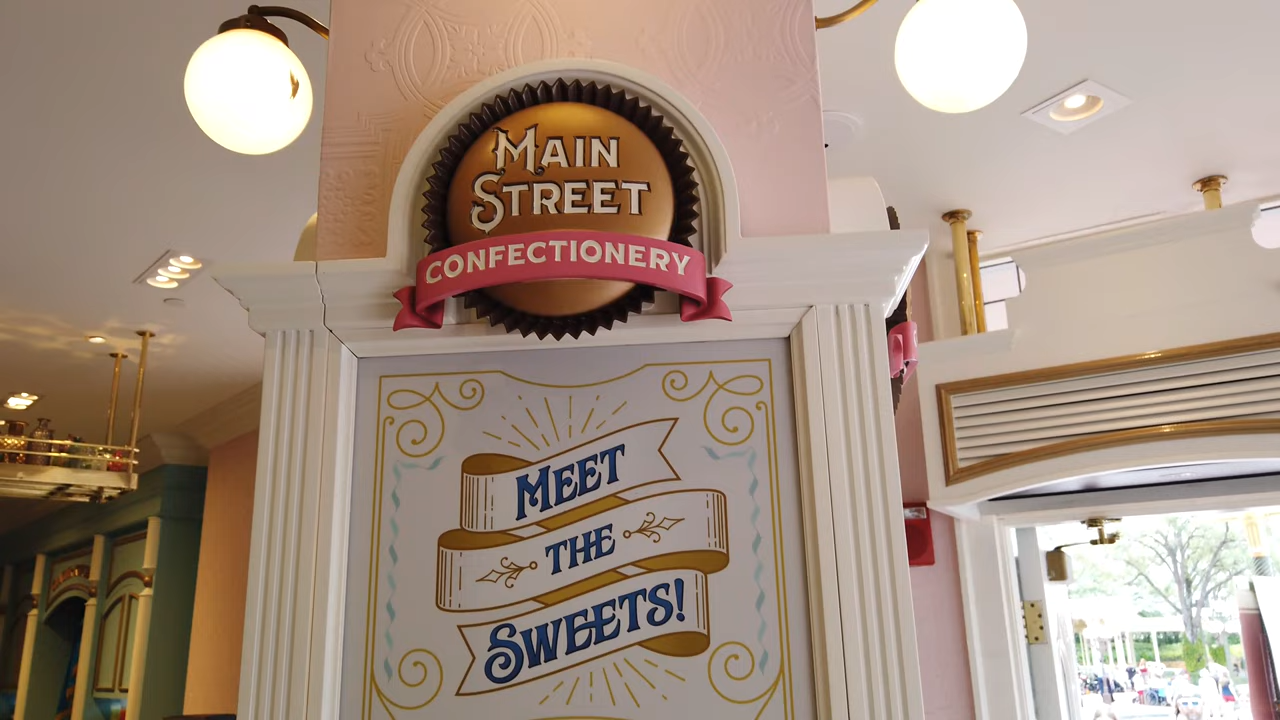 MAIN
STREET
CONFECTIONERY
MEET
THE
SWEETS!